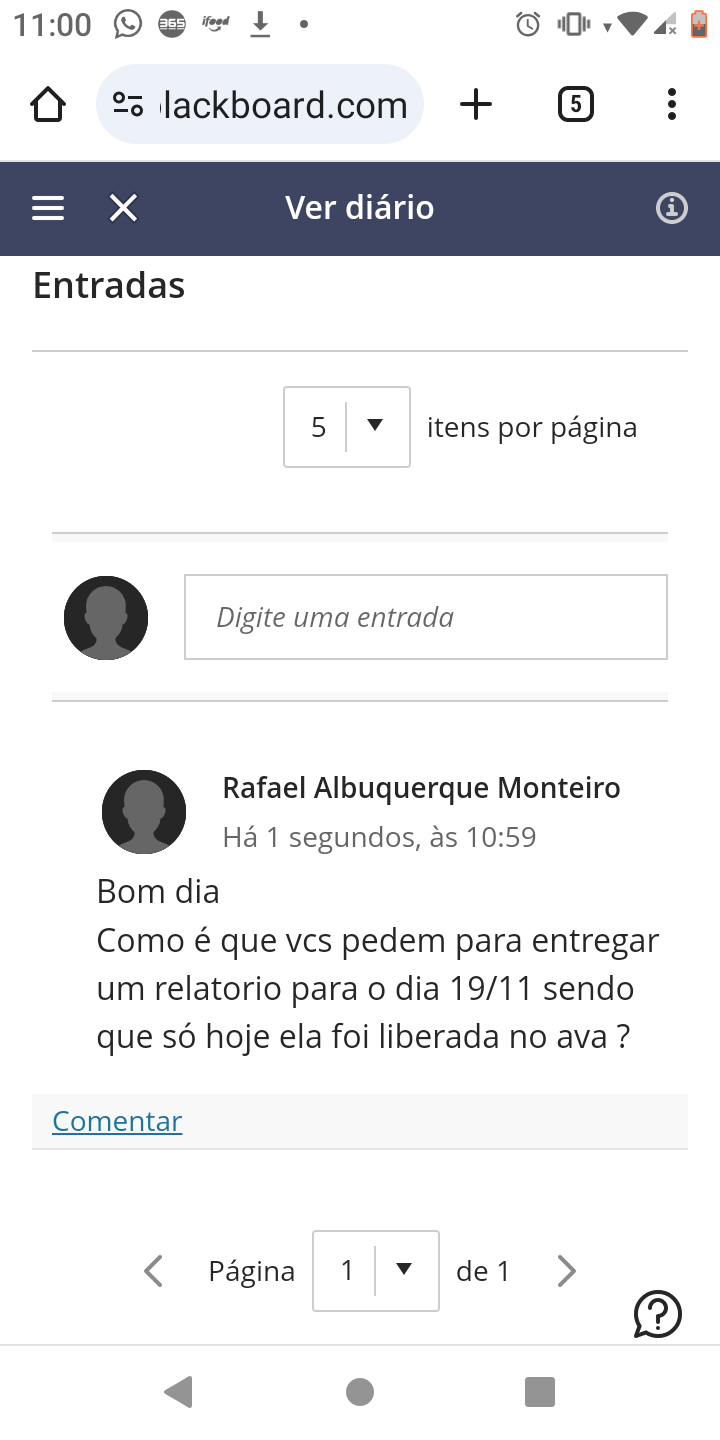 11:00 365 ifood
lackboard.com 5
Ver diário
Entradas
5 itens por página
Digite uma entrada
Rafael Albuquerque Monteiro
Há 1 segundos, às 10:59
Bom dia
Como é que vcs pedem para entregar
um relatorio para o dia 19/11 sendo
que só hoje ela foi liberada no ava ?
Comentar
Página 1 de 1